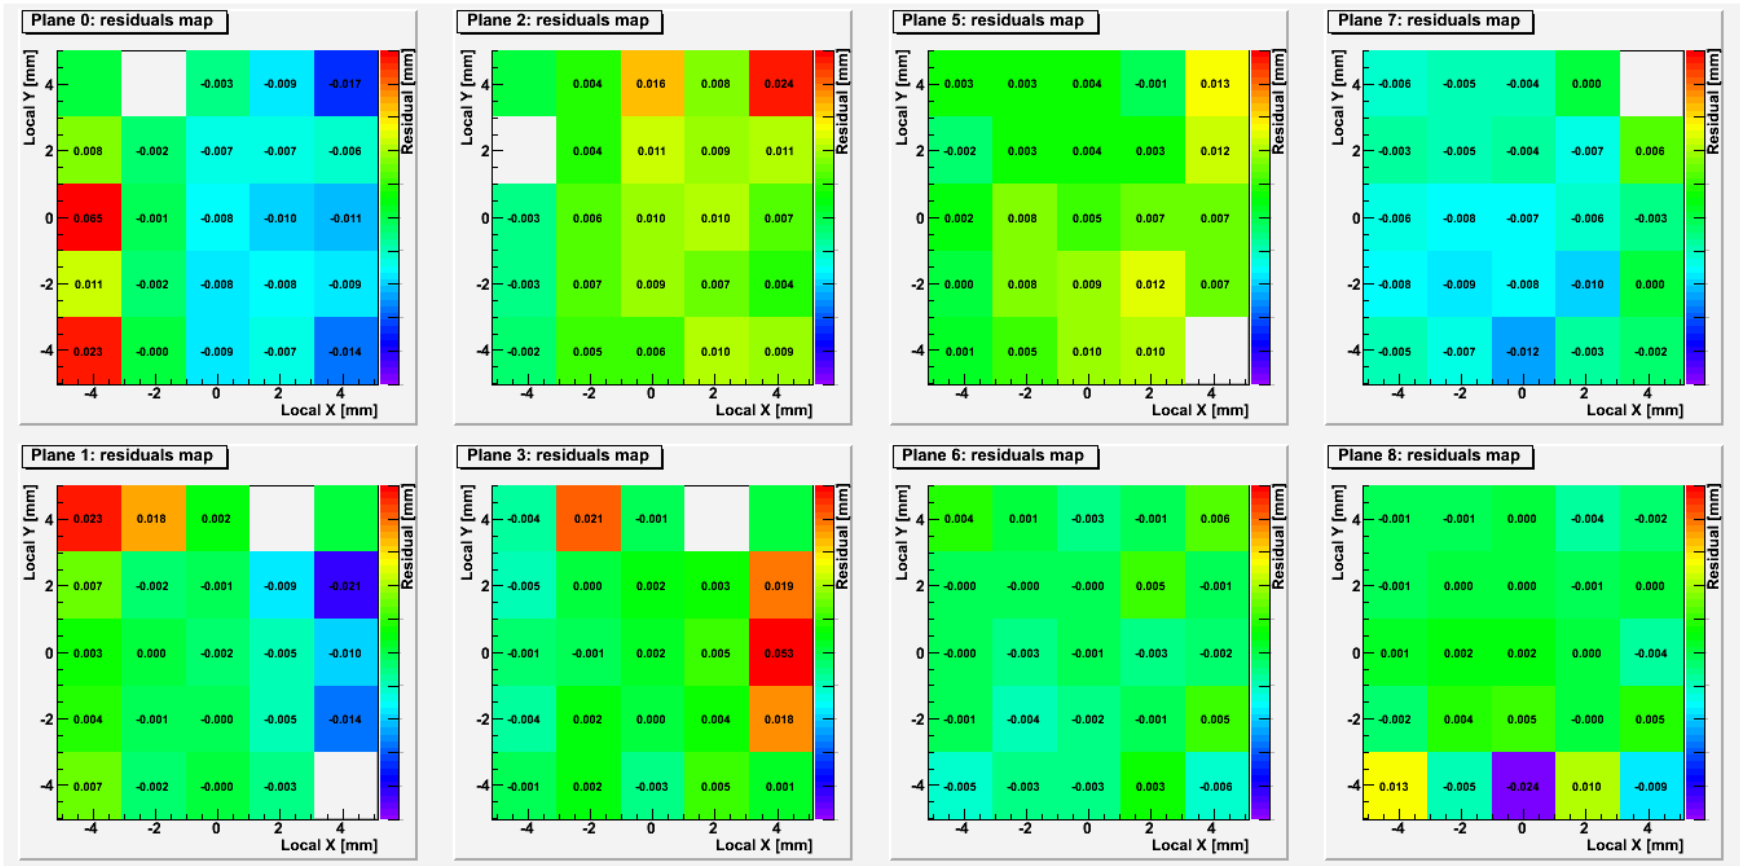 Plane 0: residuals map
Local Y [mm]
Residual [mm]
4 -0.003 -0.009 -0.017
2 0.008 -0.002 -0.007 -0.007 -0.006
0 0.065 -0.001 -0.008 -0.010 -0.011
-2 0.011 -0.002 -0.008 -0.008 -0.009
-4 0.023 -0.000 -0.009 -0.007 -0.014
-4 -2 0 2 4
Local X [mm]
Plane 2: residuals map
Local Y [mm]
Residual [mm]
4 0.004 0.016 0.008 0.024
2 0.004 0.011 0.009 0.011
0 -0.003 0.006 0.010 0.010 0.007
-2 -0.003 0.007 0.009 0.007 0.004
-4 -0.002 0.005 0.006 0.010 0.009
-4 -2 0 2 4
Local X [mm]
Plane 5: residuals map
Local Y [mm]
Residual [mm]
4 0.003 0.003 0.004 -0.001 0.013
2 -0.002 0.003 0.004 0.003 0.012
0 0.002 0.008 0.005 0.007 0.007
-2 0.000 0.008 0.009 0.012 0.007
-4 0.001 0.005 0.010 0.010
-4 -2 0 2 4
Local X [mm]
Plane 7: residuals map
Local Y [mm]
Residual [mm]
4 -0.006 -0.005 -0.004 0.000
2 -0.003 -0.005 -0.004 -0.007 0.006
0 -0.006 -0.008 -0.007 -0.006 -0.003
-2 -0.008 -0.009 -0.008 -0.010 0.000
-4 -0.005 -0.007 -0.012 -0.003 -0.002
-4 -2 0 2 4
Local X [mm]
Plane 1: residuals map
Local Y [mm]
Residual [mm]
4 0.023 0.018 0.002
2 0.007 -0.002 -0.001 -0.009 -0.021
0 0.003 0.000 -0.002 -0.005 -0.010
-2 0.004 -0.001 -0.000 -0.005 -0.014
-4 0.007 -0.002 -0.000 -0.003
-4 -2 0 2 4
Local X [mm]
Plane 3: residuals map
Local Y [mm]
Residual [mm]
4 -0.004 0.021 -0.001
2 -0.005 0.000 0.002 0.003 0.019
0 -0.001 -0.001 0.002 0.005 0.053
-2 -0.004 0.002 0.000 0.004 0.018
-4 -0.001 0.002 -0.003 0.005 0.001
-4 -2 0 2 4
Local X [mm]
Plane 6: residuals map
Local Y [mm]
Residual [mm]
4 0.004 0.001 -0.003 -0.001 0.006
2 -0.000 -0.000 -0.000 0.005 -0.001
0 -0.000 -0.003 -0.001 -0.003 -0.002
-2 -0.001 -0.004 -0.002 -0.001 0.005
-4 -0.005 -0.003 -0.003 0.003 -0.006
-4 -2 0 2 4
Local X [mm]
Plane 8: residuals map
Local Y [mm]
Residual [mm]
4 -0.001 -0.001 0.000 -0.004 -0.002
2 -0.001 0.000 0.000 -0.001 0.000
0 0.001 0.002 0.002 0.000 -0.004
-2 -0.002 0.004 0.005 -0.000 0.005
-4 0.013 -0.005 -0.024 0.010 -0.009
-4 -2 0 2 4
Local X [mm]